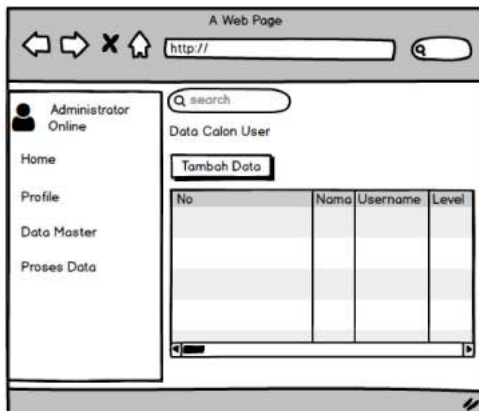 A Web Page
http://
Administrator
Online
Home
Profile
Data Master
Proses Data
search
Data Calon User
Tambah Data
No Nama Username Level